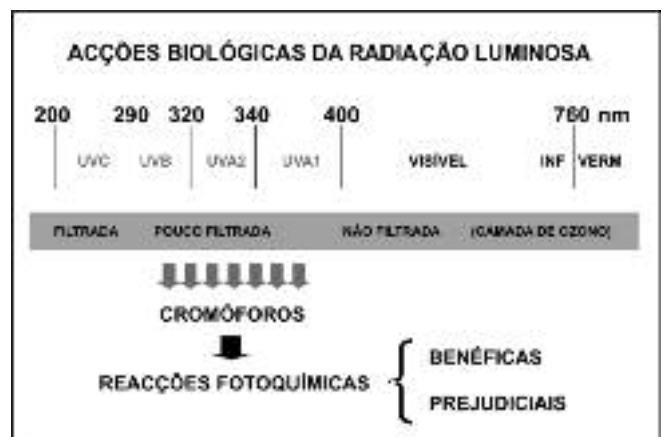 ACÇÕES BIOLÓGICAS DA RADIAÇÃO LUMINOSA
200 290 320 340 400 760 nm
UVC UVB UVA2 UVA1 VISÍVEL INF VERM
FILTRADA POUCO FILTRADA NÃO FILTRADA (CAMADA DE OZONO)
CROMÓFOROS
REACÇÕES FOTOQUÍMICAS
BENÉFICAS
PREJUDICIAIS